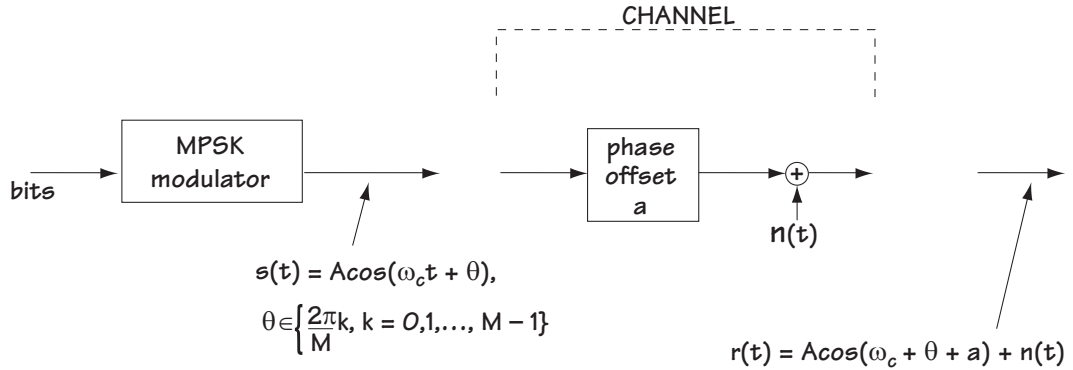 CHANNEL
MPSK
modulator
phase
offset
a
bits
+
n(t)
s(t) = Acos(ω_c t + θ),
θ∈{2π/M k, k = 0,1,..., M – 1}
r(t) = Acos(ω_c + θ + a) + n(t)